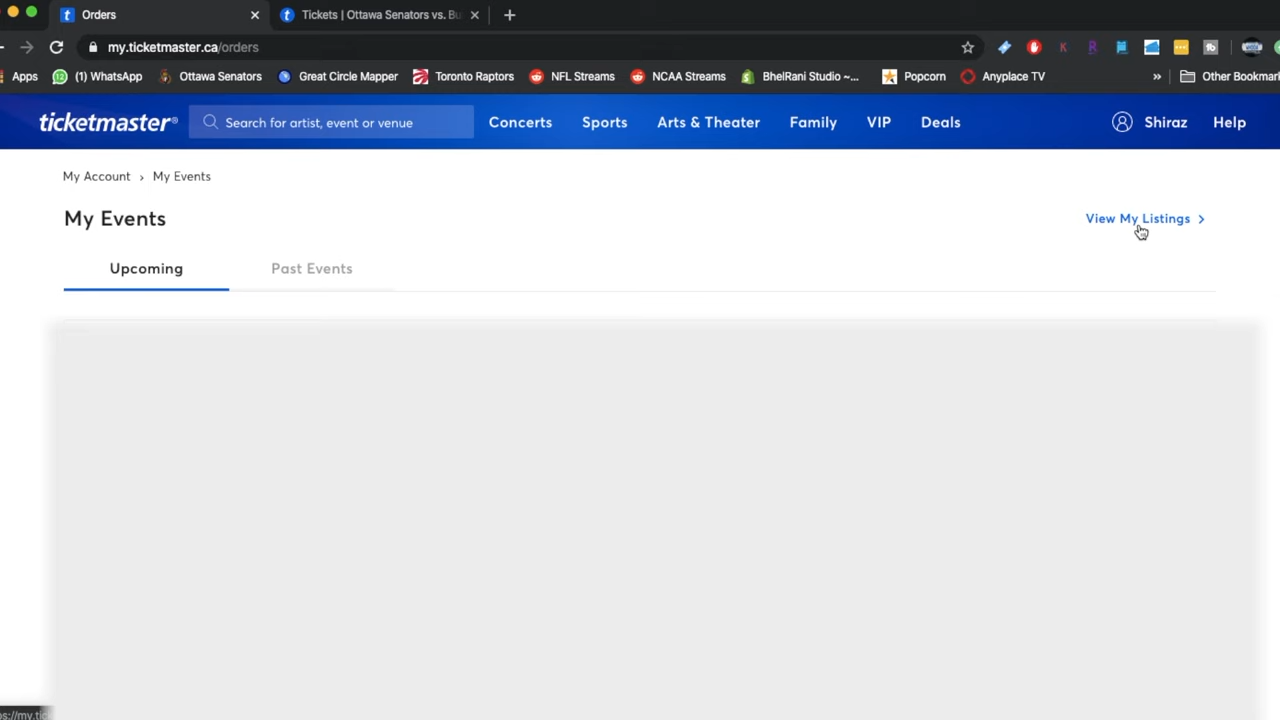 Orders
Tickets | Ottawa Senators vs. Bu
my.ticketmaster.ca/orders
Apps (1) WhatsApp Ottawa Senators Great Circle Mapper Toronto Raptors NFL Streams NCAA Streams BhelRani Studio ~... Popcorn Anyplace TV » Other Bookmar
ticketmaster® Search for artist, event or venue Concerts Sports Arts & Theater Family VIP Deals Shiraz Help
My Account › My Events
My Events View My Listings >
Upcoming Past Events
ps://my.tic